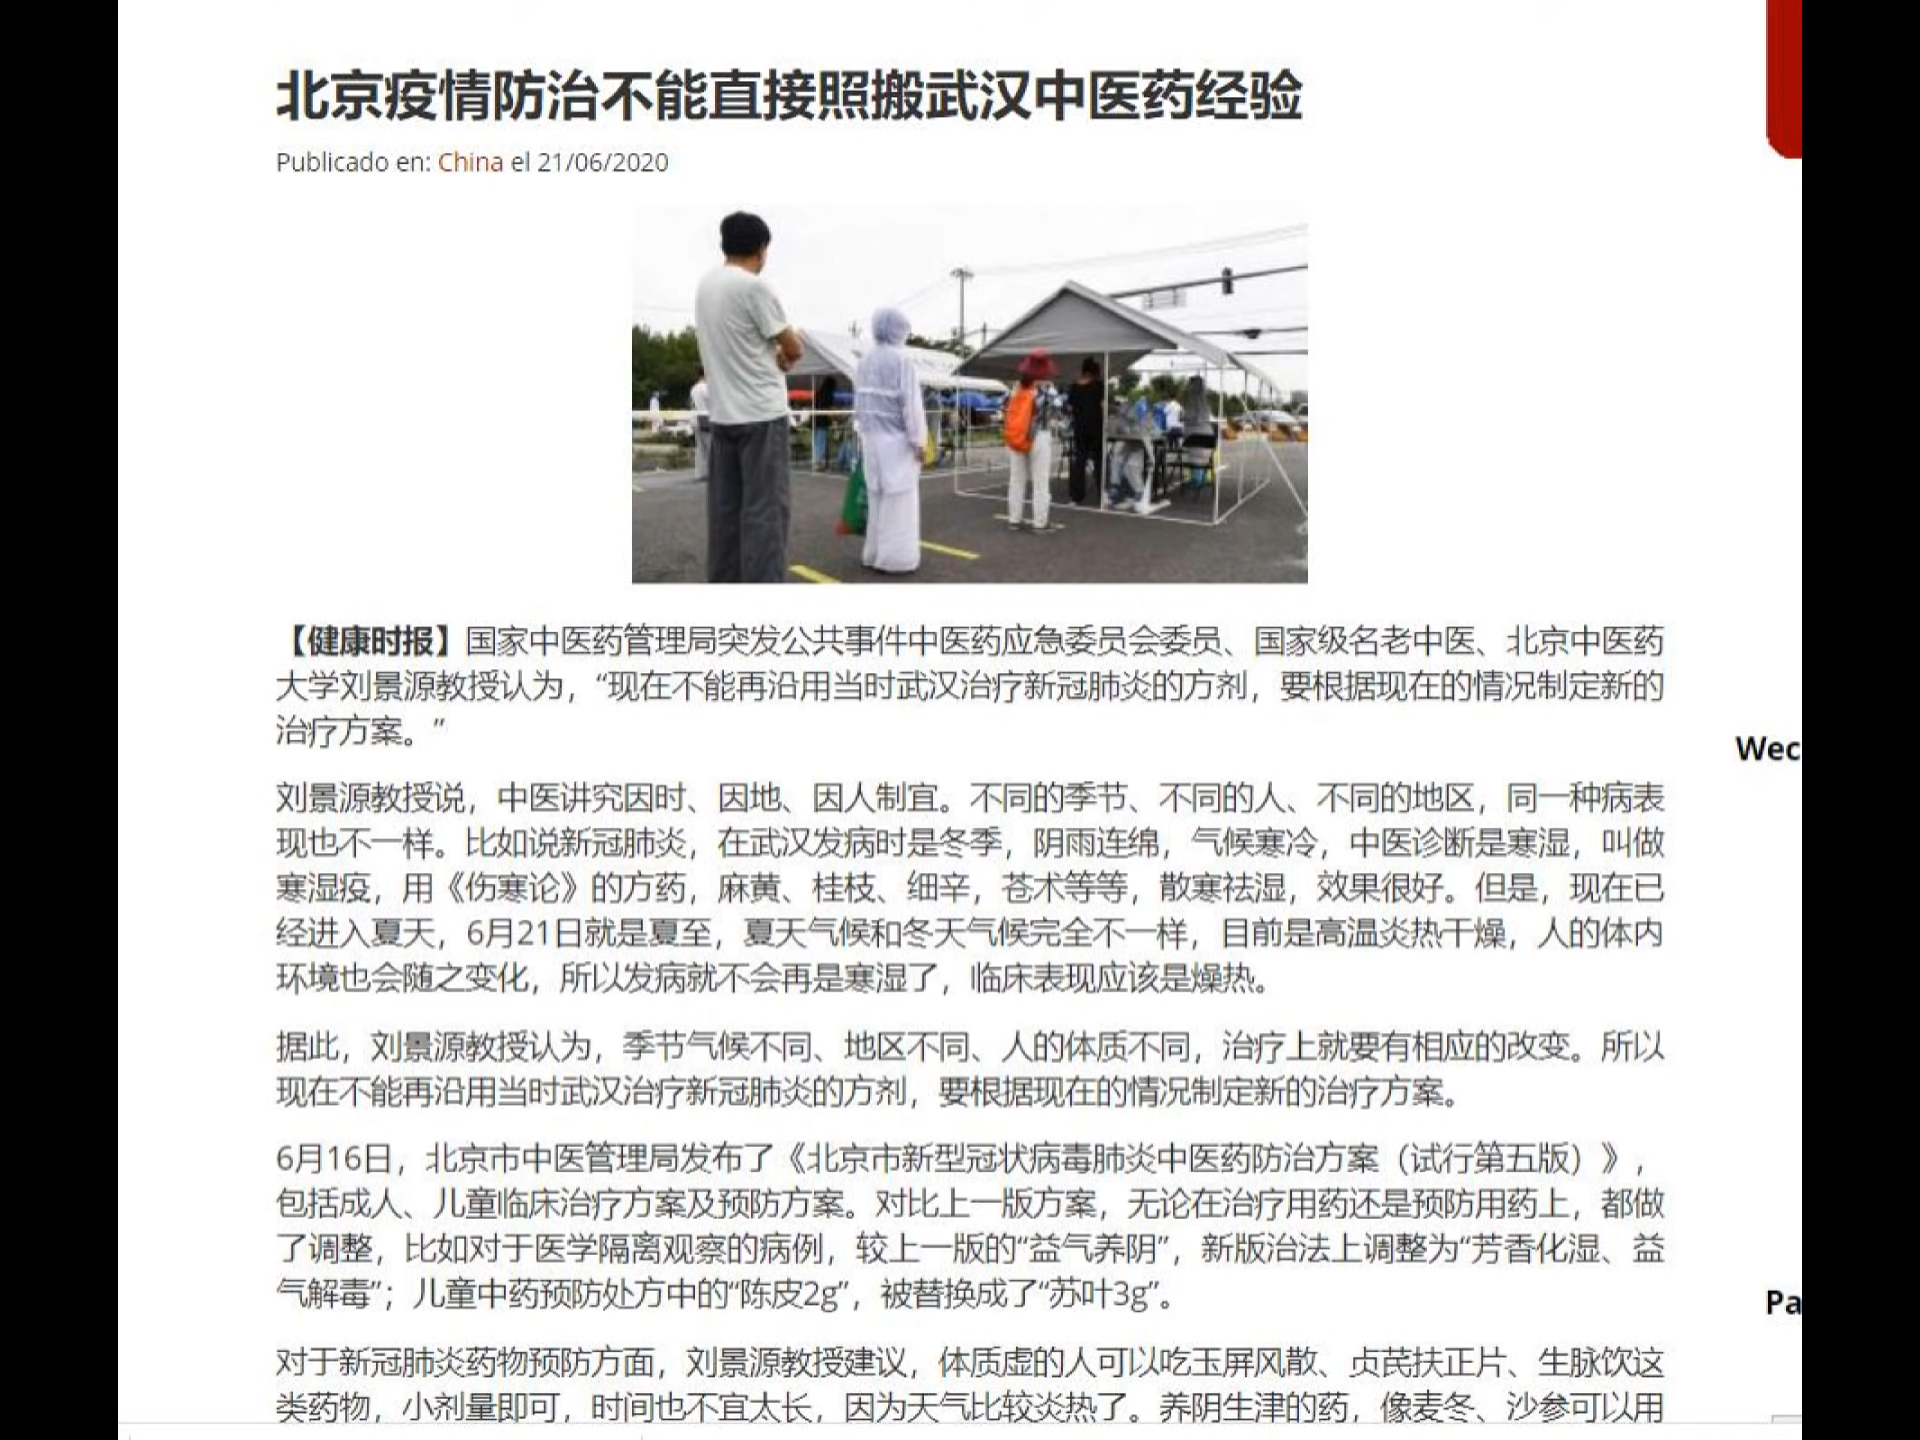 北京疫情防治不能直接照搬武汉中医药经验
Publicado en: China el 21/06/2020
【健康时报】国家中医药管理局突发公共事件中医药应急委员会委员、国家级名老中医、北京中医药
大学刘景源教授认为，“现在不能再沿用当时武汉治疗新冠肺炎的方剂，要根据现在的情况制定新的
治疗方案。”
Wec
刘景源教授说，中医讲究因时、因地、因人制宜。不同的季节、不同的人、不同的地区，同一种病表
现也不一样。比如说新冠肺炎，在武汉发病时是冬季，阴雨连绵，气候寒冷，中医诊断是寒湿，叫做
寒湿疫，用《伤寒论》的方药，麻黄、桂枝、细辛，苍术等等，散寒祛湿，效果很好。但是，现在已
经进入夏天，6月21日就是夏至，夏天气候和冬天气候完全不一样，目前是高温炎热干燥，人的体内
环境也会随之变化，所以发病就不会再是寒湿了，临床表现应该是燥热。
据此，刘景源教授认为，季节气候不同、地区不同、人的体质不同，治疗上就要有相应的改变。所以
现在不能再沿用当时武汉治疗新冠肺炎的方剂，要根据现在的情况制定新的治疗方案。
6月16日，北京市中医管理局发布了《北京市新型冠状病毒肺炎中医药防治方案（试行第五版）》，
包括成人、儿童临床治疗方案及预防方案。对比上一版方案，无论在治疗用药还是预防用药上，都做
了调整，比如对于医学隔离观察的病例，较上一版的“益气养阴”，新版治法上调整为“芳香化湿、益
气解毒”；儿童中药预防处方中的“陈皮2g”，被替换成了“苏叶3g”。
Pa
对于新冠肺炎药物预防方面，刘景源教授建议，体质虚的人可以吃玉屏风散、贞芪扶正片、生脉饮这
类药物，小剂量即可，时间也不宜太长，因为天气比较炎热了。养阴生津的药，像麦冬、沙参可以用